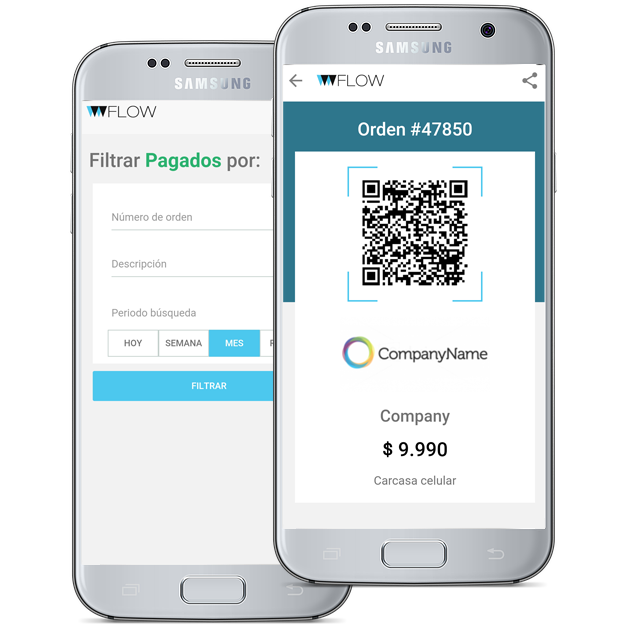 SAMSUNG
FLOW
Filtrar Pagados por:
Número de orden
Descripción
Periodo búsqueda
HOY SEMANA MES
FILTRAR
SAMSUNG
FLOW
Orden #47850
CompanyName
Company
$ 9.990
Carcasa celular